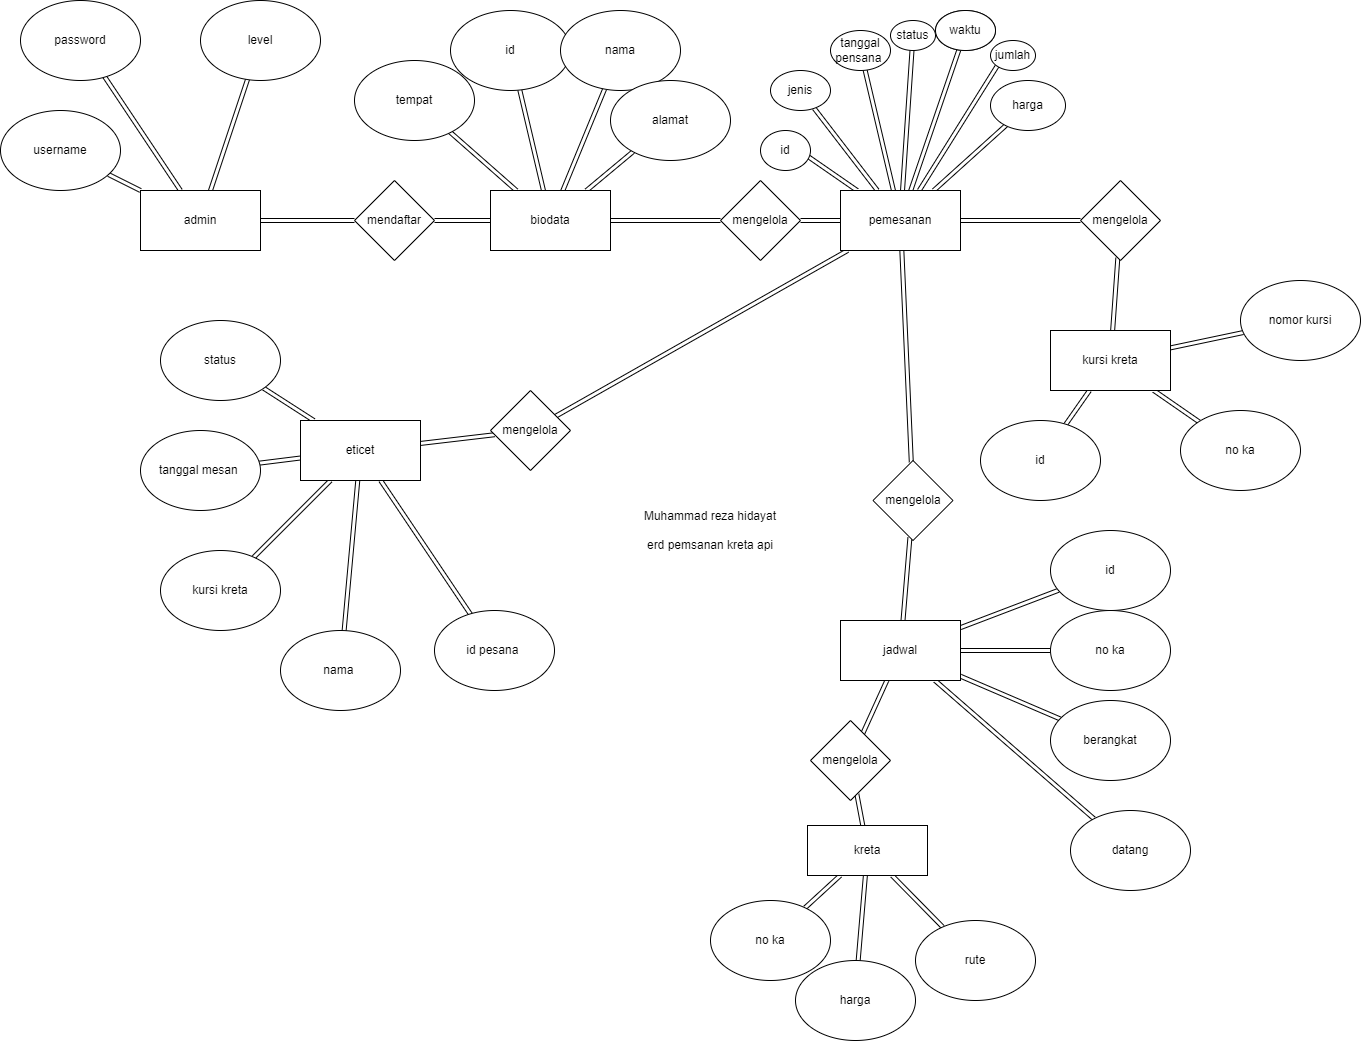 password
level
username
admin
mendaftar
tempat
id
nama
alamat
biodata
mengelola
id
jenis
tanggal
pensana
status
waktu
jumlah
harga
pemesanan
mengelola
kursi kreta
nomor kursi
id
no ka
status
tanggal mesan
eticet
mengelola
kursi kreta
nama
id pesana
Muhammad reza hidayat
erd pemsanan kreta api
mengelola
jadwal
id
no ka
berangkat
datang
mengelola
kreta
no ka
harga
rute